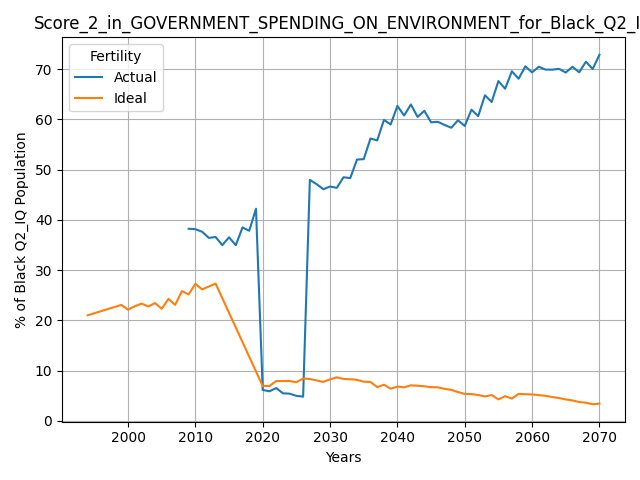 Score_2_in_GOVERNMENT_SPENDING_ON_ENVIRONMENT_for_Black_Q2_I
Fertility
Actual
Ideal
% of Black Q2_IQ Population
70
60
50
40
30
20
10
0
2000 2010 2020 2030 2040 2050 2060 2070
Years